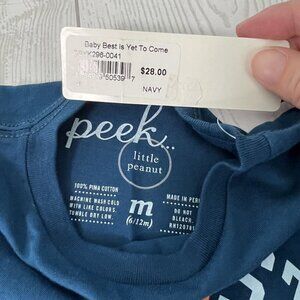 Baby Best Is Yet To Come
$28.00
NAVY
peek...
little
peanut
100% PIMA COTTON
MACHINE WASH COLD
WITH LIKE COLORS.
TUMBLE DRY LOW
m
(6/12m)
MADE IN PERU
DO NOT
BLEACH.